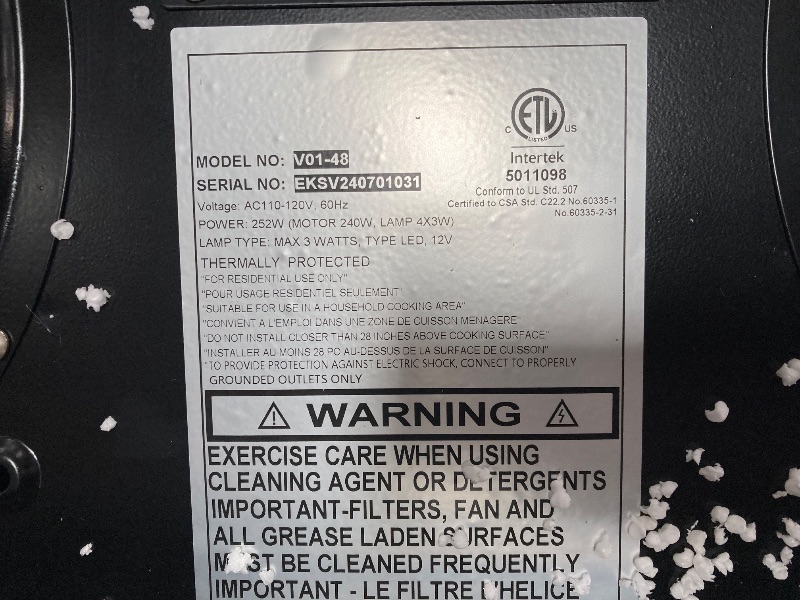 ETL
C US
LISTED
Intertek
5011098
Conform to UL Std. 507
Certified to CSA Std. C22.2 No.60335-1
No.60335-2-31
MODEL NO: V01-48
SERIAL NO: EKSV240701031
Voltage: AC110-120V, 60Hz
POWER: 252W (MOTOR 240W, LAMP 4X3W)
LAMP TYPE: MAX 3 WATTS, TYPE LED, 12V
THERMALLY PROTECTED
"FOR RESIDENTIAL USE ONLY"
"POUR USAGE RESIDENTIEL SEULEMENT"
"SUITABLE FOR USE IN A HOUSEHOLD COOKING AREA"
"CONVIENT A L'EMPLOI DANS UNE ZONE DE CUISSON MENAGERE"
"DO NOT INSTALL CLOSER THAN 28 INCHES ABOVE COOKING SURFACE"
"INSTALLER AU MOINS 28 PO AU-DESSUS DE LA SURFACE DE CUISSON"
"TO PROVIDE PROTECTION AGAINST ELECTRIC SHOCK, CONNECT TO PROPERLY
GROUNDED OUTLETS ONLY
WARNING
EXERCISE CARE WHEN USING
CLEANING AGENT OR DETERGENTS
IMPORTANT-FILTERS, FAN AND
ALL GREASE LADEN SURFACES
MUST BE CLEANED FREQUENTLY
IMPORTANT - LE FILTRE L'HELICE